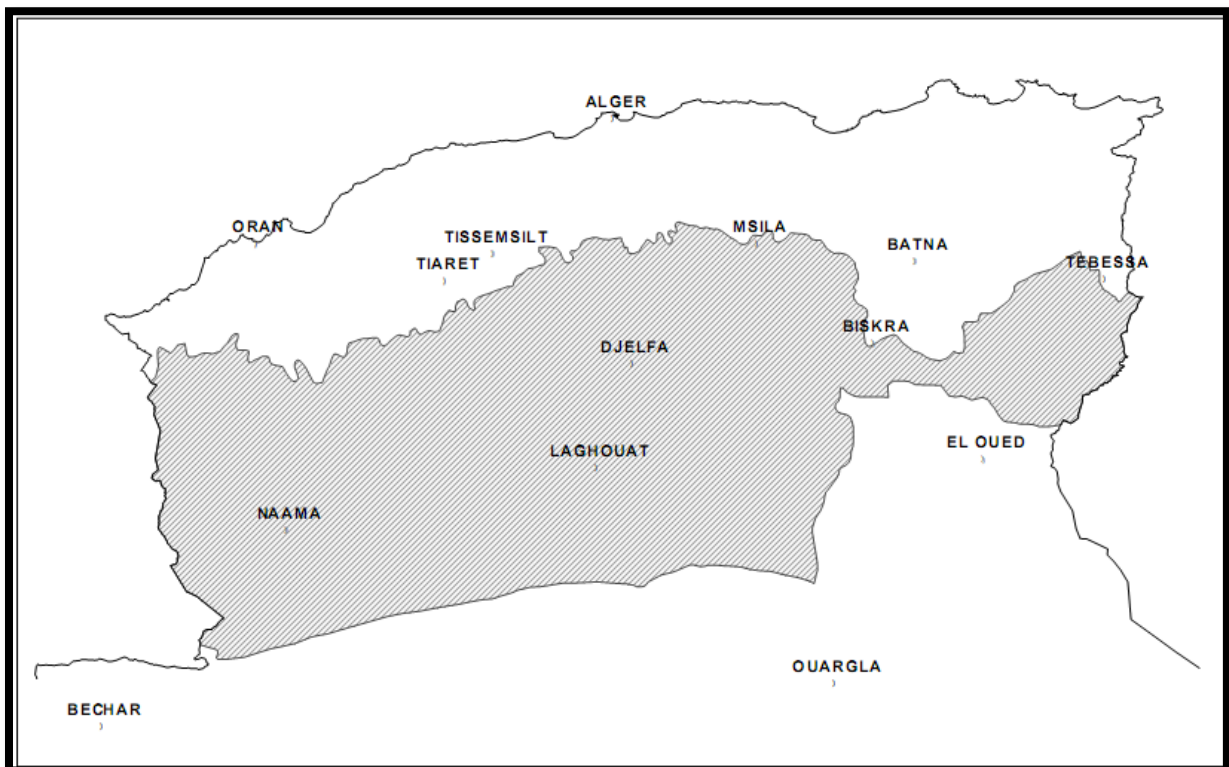 ALGER
ORAN
TISSEMSILT
MSILA
BATNA
TIARET
TEBESSA
BISKRA
DJELFA
EL OUED
LAGHOUAT
NAAMA
OUARGLA
BECHAR